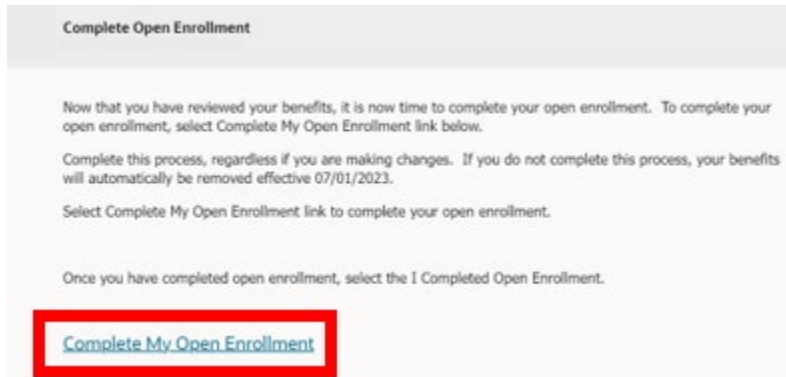 Complete Open Enrollment
Now that you have reviewed your benefits, it is now time to complete your open enrollment. To complete your
open enrollment, select Complete My Open Enrollment link below.
Complete this process, regardless if you are making changes. If you do not complete this process, your benefits
will automatically be removed effective 07/01/2023.
Select Complete My Open Enrollment link to complete your open enrollment.
Once you have completed open enrollment, select the I Completed Open Enrollment.
Complete My Open Enrollment